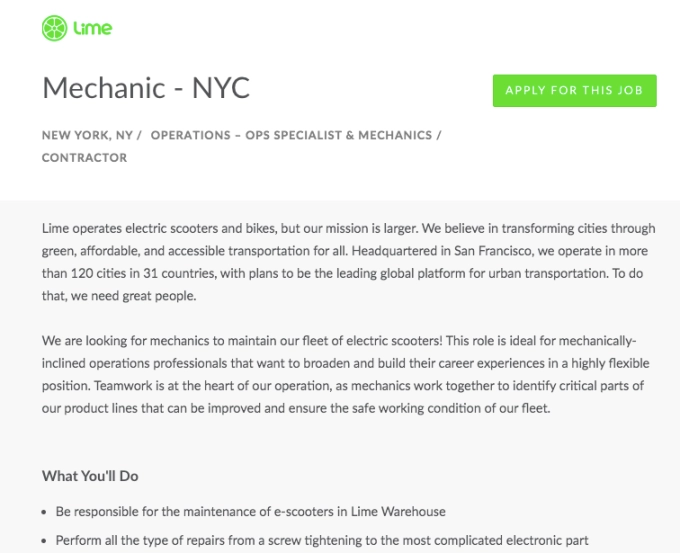 Lime
Mechanic - NYC
APPLY FOR THIS JOB
NEW YORK, NY / OPERATIONS – OPS SPECIALIST & MECHANICS /
CONTRACTOR
Lime operates electric scooters and bikes, but our mission is larger. We believe in transforming cities through
green, affordable, and accessible transportation for all. Headquartered in San Francisco, we operate in more
than 120 cities in 31 countries, with plans to be the leading global platform for urban transportation. To do
that, we need great people.
We are looking for mechanics to maintain our fleet of electric scooters! This role is ideal for mechanically-
inclined operations professionals that want to broaden and build their career experiences in a highly flexible
position. Teamwork is at the heart of our operation, as mechanics work together to identify critical parts of
our product lines that can be improved and ensure the safe working condition of our fleet.
What You'll Do
• Be responsible for the maintenance of e-scooters in Lime Warehouse
• Perform all the type of repairs from a screw tightening to the most complicated electronic part